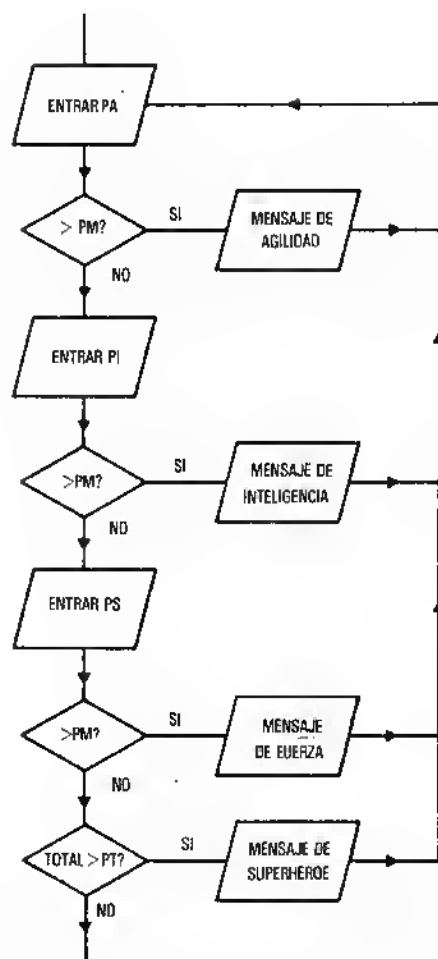 ENTRAR PA
> PM?
SI
MENSAJE DE
AGILIDAD
NO
ENTRAR PI
>PM?
SI
MENSAJE DE
INTELIGENCIA
NO
ENTRAR PS
>PM?
SI
MENSAJE
DE FUERZA
NO
TOTAL >PT?
SI
MENSAJE DE
SUPERHEROE
NO